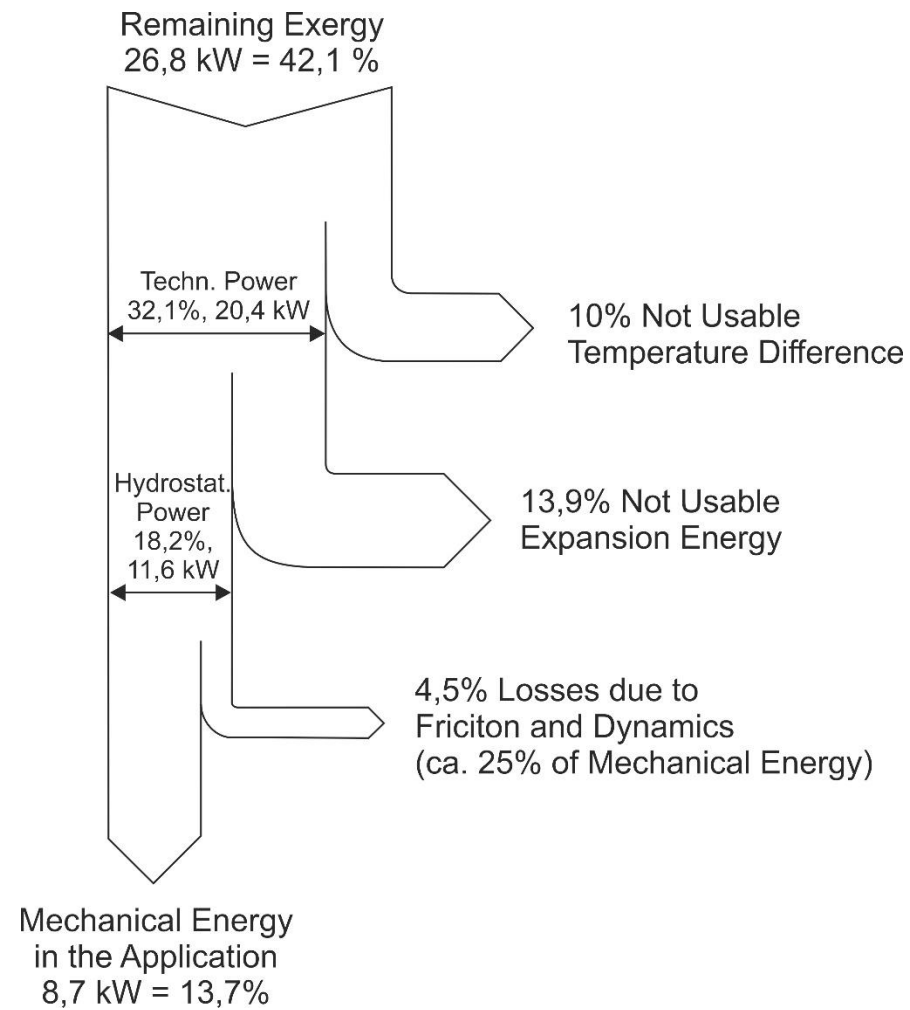 Remaining Exergy
26,8 kW = 42,1 %
Techn. Power
32,1%, 20,4 kW
10% Not Usable
Temperature Difference
Hydrostat.
Power
18,2%,
11,6 kW
13,9% Not Usable
Expansion Energy
4,5% Losses due to
Friciton and Dynamics
(ca. 25% of Mechanical Energy)
Mechanical Energy
in the Application
8,7 kW = 13,7%